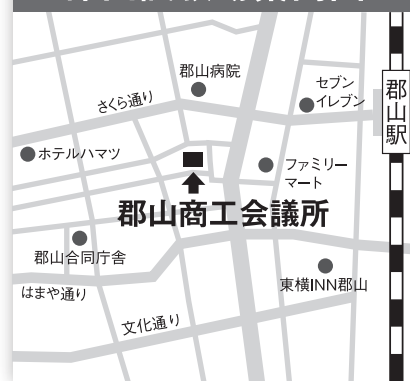 郡山病院
セブン
イレブン
郡山駅
さくら通り
ホテルハマツ
ファミリー
マート
郡山商工会議所
郡山合同庁舎
東横INN郡山
はまや通り
文化通り